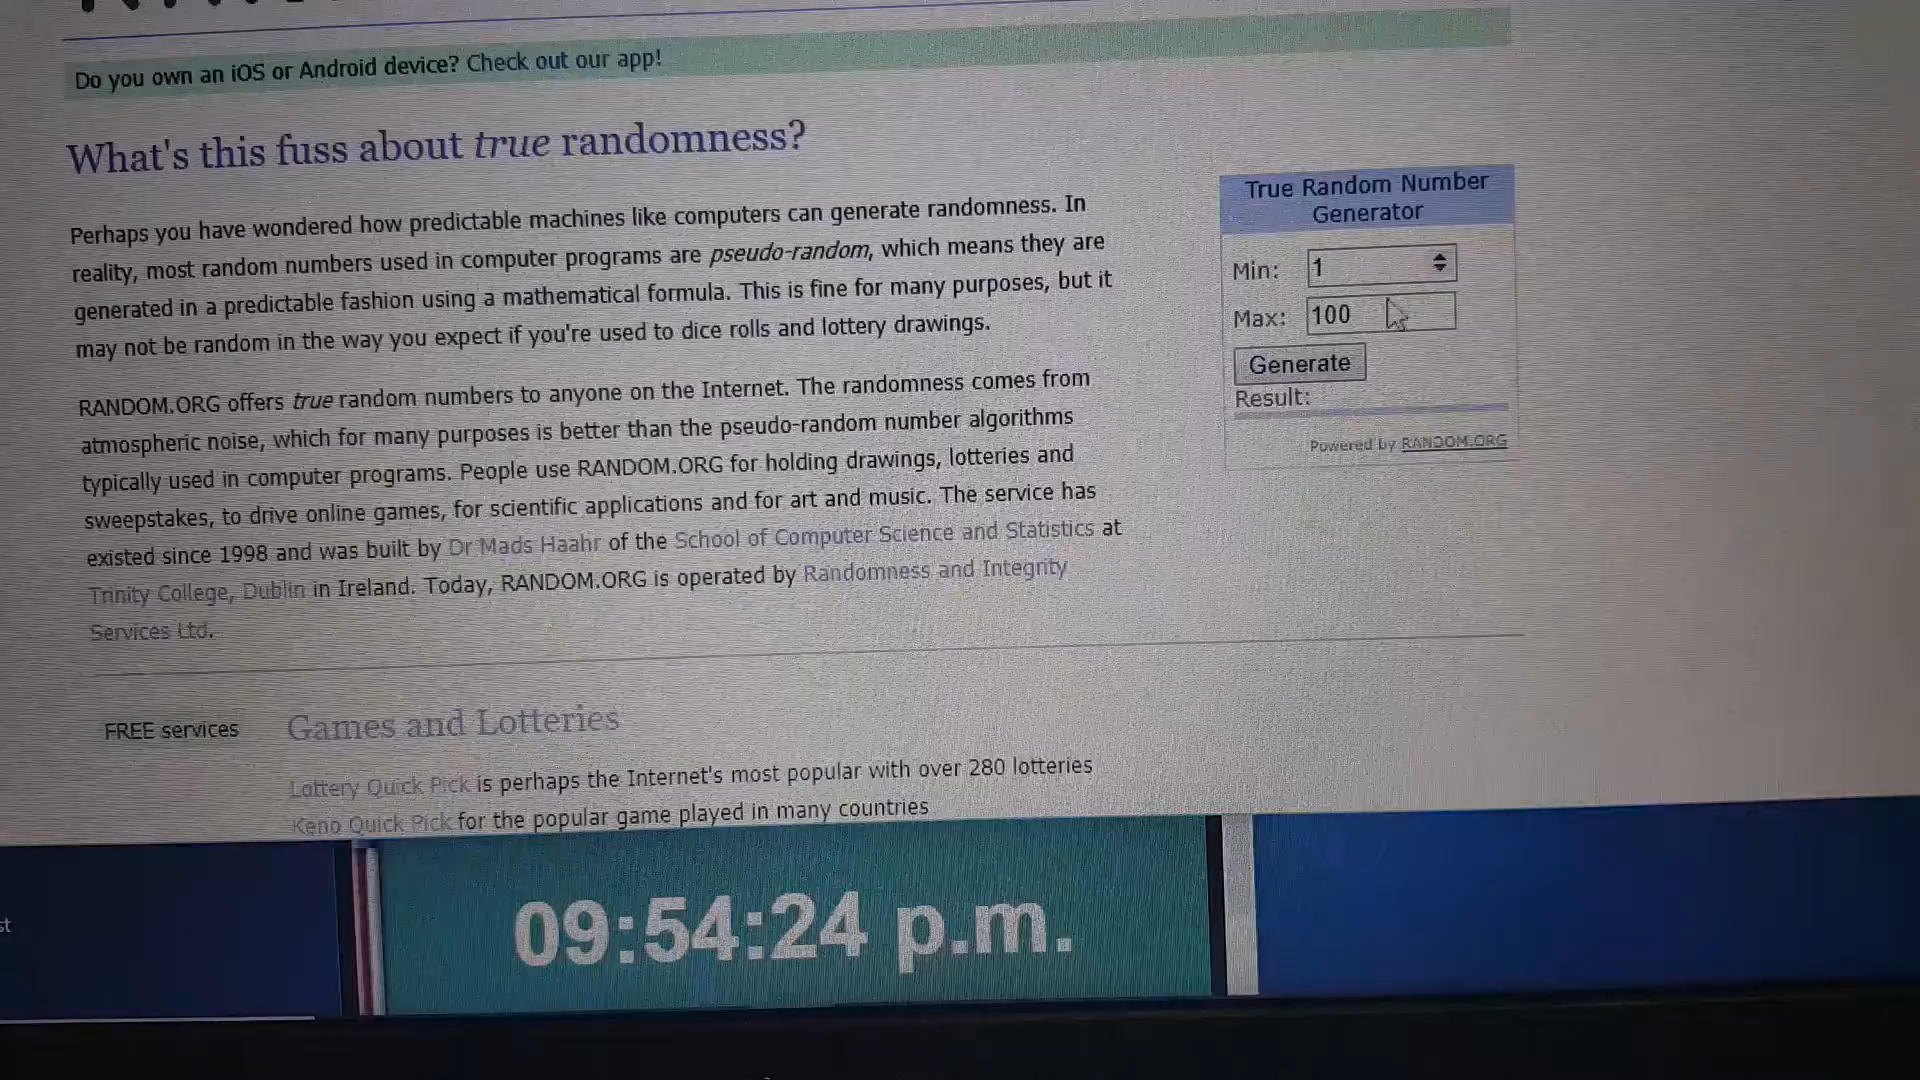 Do you own an iOS or Android device? Check out our app!
What's this fuss about true randomness?
Perhaps you have wondered how predictable machines like computers can generate randomness. In
reality, most random numbers used in computer programs are pseudo-random, which means they are
generated in a predictable fashion using a mathematical formula. This is fine for many purposes, but it
may not be random in the way you expect if you're used to dice rolls and lottery drawings.
RANDOM.ORG offers true random numbers to anyone on the Internet. The randomness comes from
atmospheric noise, which for many purposes is better than the pseudo-random number algorithms
typically used in computer programs. People use RANDOM.ORG for holding drawings, lotteries and
sweepstakes, to drive online games, for scientific applications and for art and music. The service has
existed since 1998 and was built by Dr Mads Haahr of the School of Computer Science and Statistics at
Trinity College, Dublin in Ireland. Today, RANDOM.ORG is operated by Randomness and Integrity
Services Ltd.
True Random Number
Generator
Min: 1
Max: 100
Generate
Result:
Powered by RANDOM.ORG
FREE services
Games and Lotteries
Lottery Quick Pick is perhaps the Internet's most popular with over 280 lotteries
Keno Quick Pick for the popular game played in many countries
st
09:54:24 p.m.